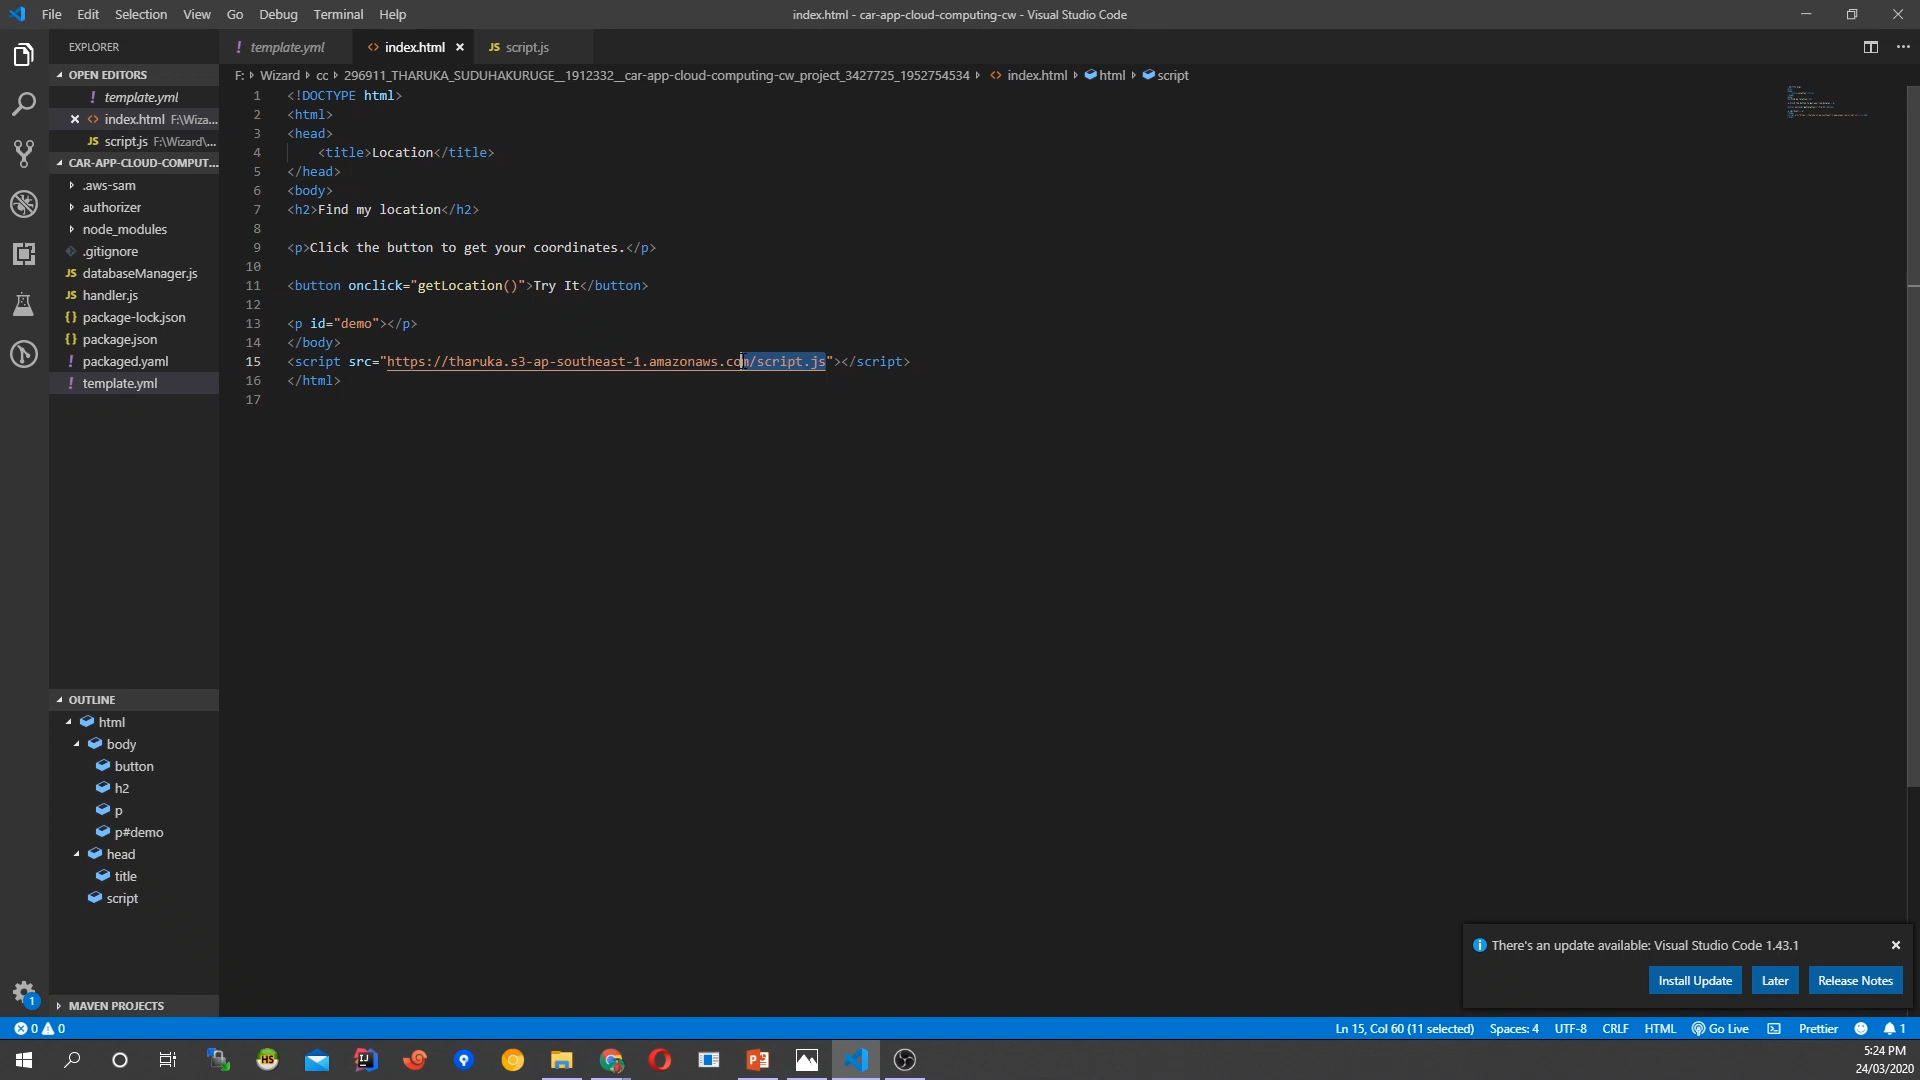 File Edit Selection View Go Debug Terminal Help
index.html - car-app-cloud-computing-cw - Visual Studio Code
EXPLORER
! template.yml
<> index.html ×
JS script.js
OPEN EDITORS
! template.yml
× <> index.html F:\Wiza...
JS script.js F:\Wizard\...
CAR-APP-CLOUD-COMPUT...
.aws-sam
authorizer
node_modules
.gitignore
JS databaseManager.js
JS handler.js
{} package-lock.json
{} package.json
! packaged.yaml
! template.yml
OUTLINE
html
body
button
h2
p
p#demo
head
title
script
MAVEN PROJECTS
F: Wizard cc 296911_THARUKA_SUDUHAKURUGE__1912332__car-app-cloud-computing-cw_project_3427725_1952754534 <> index.html html script
1 <!DOCTYPE html>
2 <html>
3 <head>
4 <title>Location</title>
5 </head>
6 <body>
7 <h2>Find my location</h2>
8
9 <p>Click the button to get your coordinates.</p>
10
11 <button onclick="getLocation()">Try It</button>
12
13 <p id="demo"></p>
14 </body>
15 <script src="https://tharuka.s3-ap-southeast-1.amazonaws.com/script.js"></script>
16 </html>
17
There's an update available: Visual Studio Code 1.43.1
Install Update Later Release Notes
1
0 0
Ln 15, Col 60 (11 selected) Spaces: 4 UTF-8 CRLF HTML Go Live Prettier 1
HS
IJ
P
5:24 PM
24/03/2020